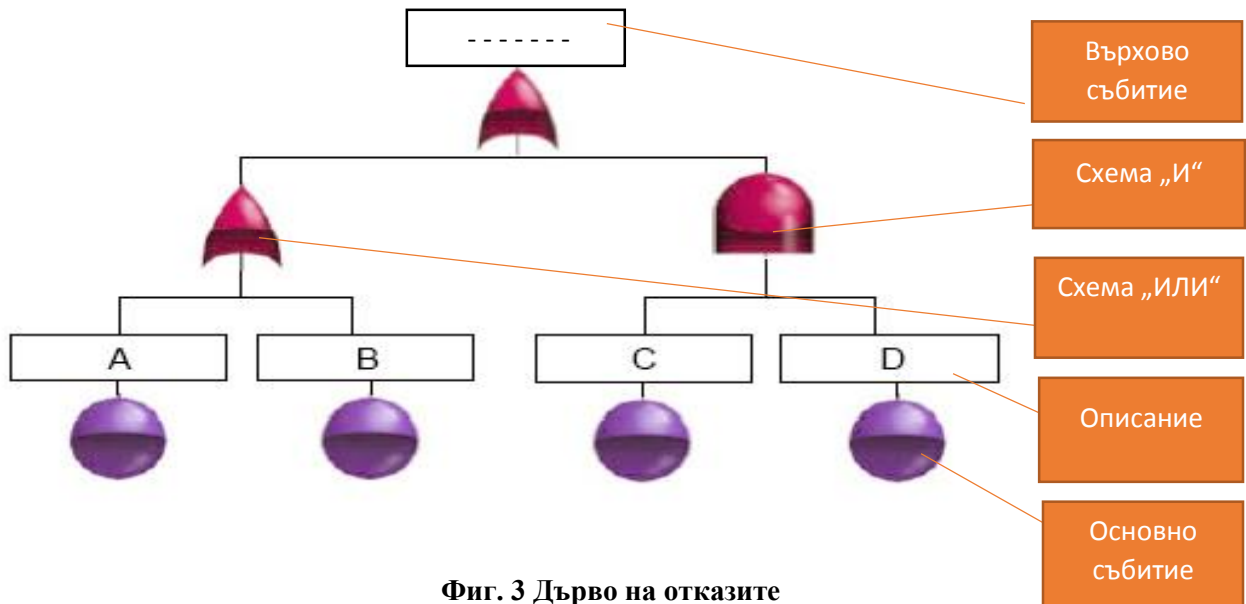 - - - - - - -
Върхово
събитие
Схема „И“
Схема „ИЛИ“
A
B
C
D
Описание
Основно
събитие
Фиг. 3 Дърво на отказите